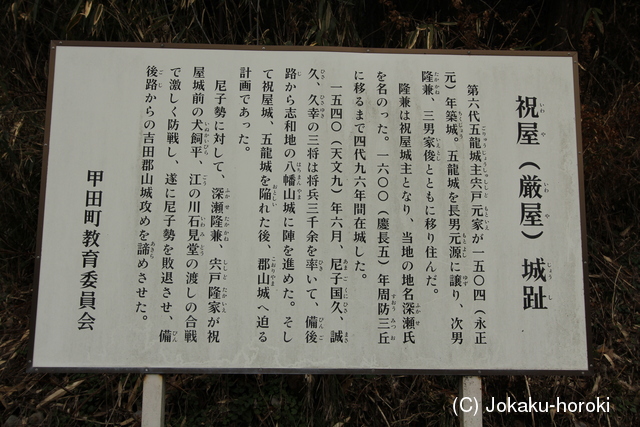 祝屋（厳屋）城趾
第六代五龍城主宍戸元家が一五〇四（永正
元）年築城。五龍城を長男元源に譲り、次男
隆兼、三男家俊とともに移り住んだ。
隆兼は祝屋城主となり、当地の地名深瀬氏
を名のった。一六〇〇（慶長五）年周防三丘
に移るまで四代九六年間在城した。
一五四〇（天文九）年六月、尼子国久、誠
久、久幸の三将は将兵三千余を率いて、備後
路から志和地の八幡山城に陣を進めた。そし
て祝屋城、五龍城を陥れた後、郡山城へ迫る
計画であった。
尼子勢に対して、深瀬隆兼、宍戸隆家が祝
屋城前の犬飼平、江の川石見堂の渡しの合戦
で激しく防戦し、遂に尼子勢を敗退させ、備
後路からの吉田郡山城攻めを諦めさせた。
甲田町教育委員会
(C) Jokaku-horoki